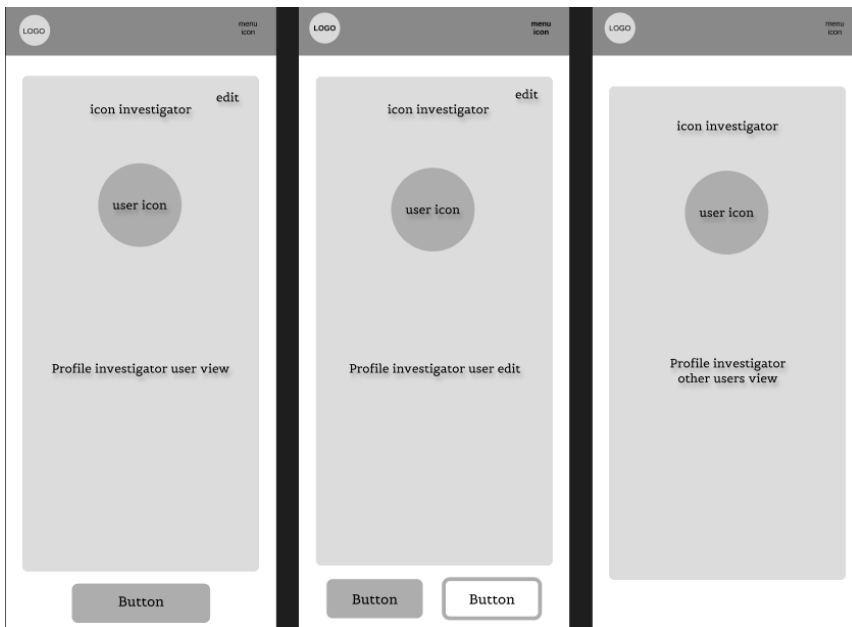 LOGO
menu
icon
edit
icon investigator
user icon
Profile investigator user view
Button
LOGO
menu
icon
edit
icon investigator
user icon
Profile investigator user edit
Button
Button
LOGO
menu
icon
icon investigator
user icon
Profile investigator
other users view